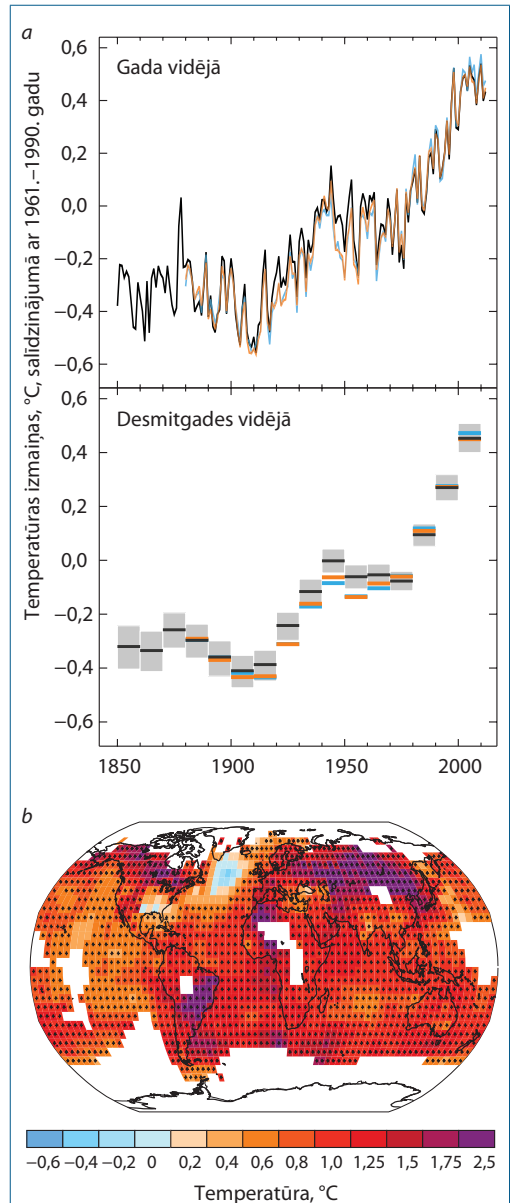 a
Temperatūras izmaiņas, °C, salīdzinājumā ar 1961.–1990. gadu
Gada vidējā
0,6
0,4
0,2
0,0
−0,2
−0,4
−0,6
Desmitgades vidējā
0,4
0,2
0,0
−0,2
−0,4
−0,6
1850 1900 1950 2000
b
−0,6 −0,4 −0,2 0 0,2 0,4 0,6 0,8 1,0 1,25 1,5 1,75 2,5
Temperatūra, °C